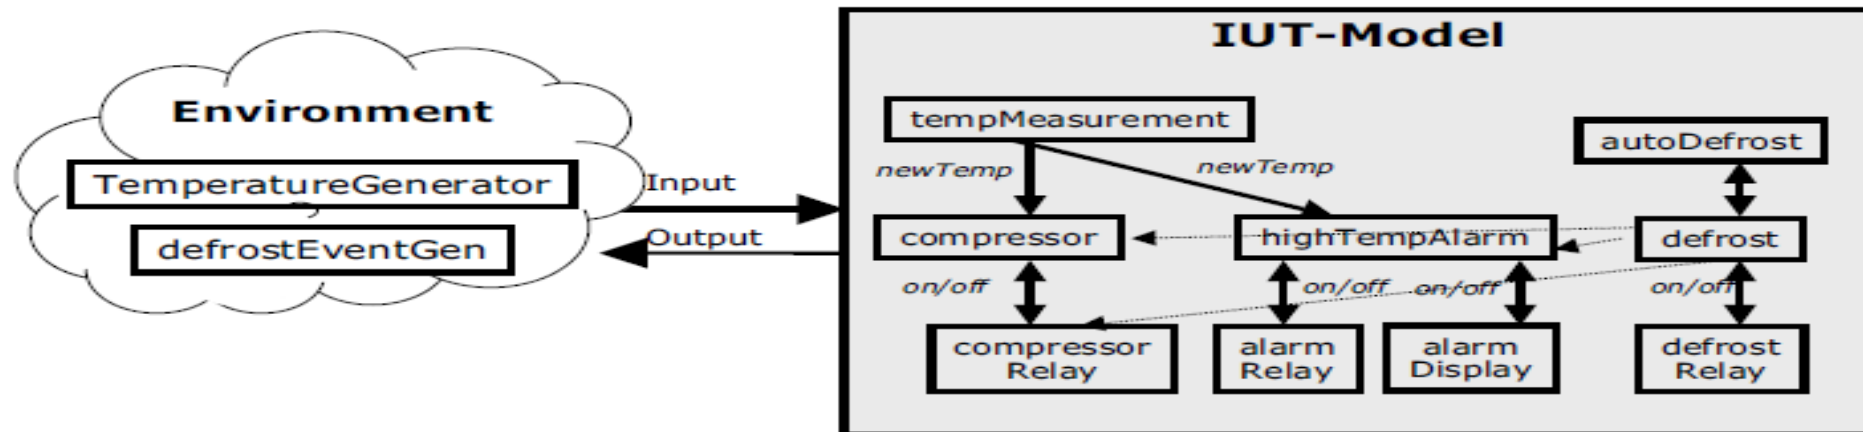 IUT-Model
Environment
TemperatureGenerator
defrostEventGen
Input
Output
tempMeasurement
autoDefrost
newTemp
newTemp
compressor
highTempAlarm
defrost
on/off
on/off
on/off
on/off
compressor
Relay
alarm
Relay
alarm
Display
defrost
Relay